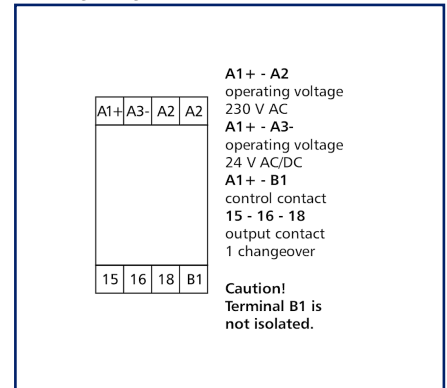 A1+ - A2
operating voltage
230 V AC
A1+ A3- A2 A2
A1+ - A3-
operating voltage
24 V AC/DC
A1+ - B1
control contact
15 - 16 - 18
output contact
1 changeover
15 16 18 B1
Caution!
Terminal B1 is
not isolated.